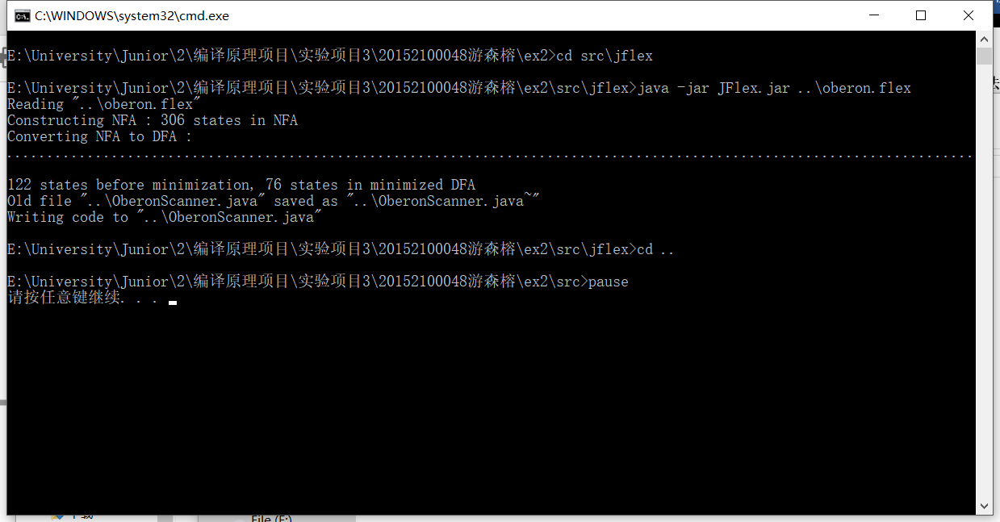 C:\WINDOWS\system32\cmd.exe
E:\University\Junior\2\编译原理项目\实验项目3\20152100048游森榕\ex2>cd src\jflex
E:\University\Junior\2\编译原理项目\实验项目3\20152100048游森榕\ex2\src\jflex>java -jar JFlex.jar ..\oberon.flex
Reading "..\oberon.flex"
Constructing NFA : 306 states in NFA
Converting NFA to DFA :
........................................................................................................................
122 states before minimization, 76 states in minimized DFA
Old file "..\OberonScanner.java" saved as "..\OberonScanner.java~"
Writing code to "..\OberonScanner.java"
E:\University\Junior\2\编译原理项目\实验项目3\20152100048游森榕\ex2\src\jflex>cd ..
E:\University\Junior\2\编译原理项目\实验项目3\20152100048游森榕\ex2\src>pause
请按任意键继续. . .
下载
File (F:)